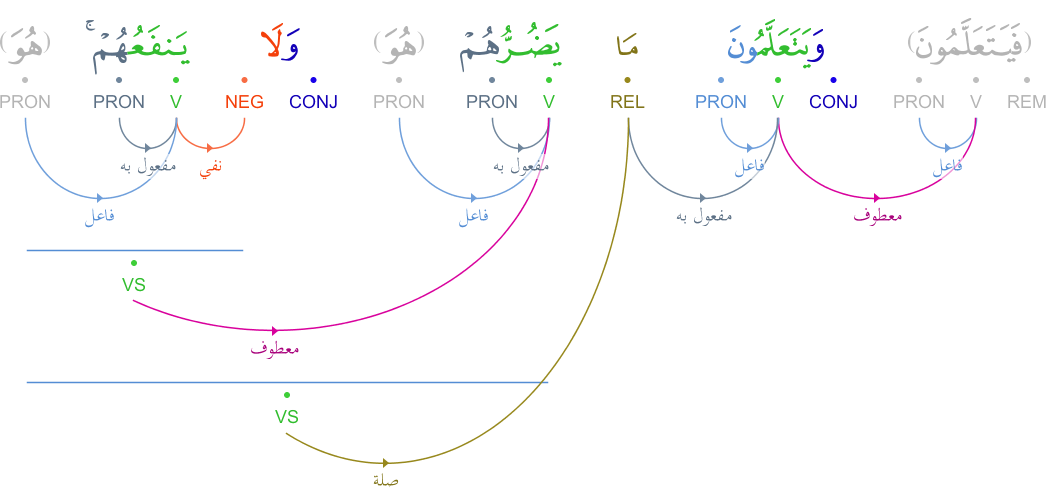 (فَيَتَعَلَّمُونَ) وَيَتَعَلَّمُونَ مَا يَضُرُّهُمْ (هُوَ) وَلَا يَنفَعُهُمْ ۚ (هُوَ)
REM V PRON CONJ V PRON REL V PRON PRON CONJ NEG V PRON PRON
فاعل فاعل مفعول به نفي مفعول به
معطوف مفعول به فاعل فاعل
VS
معطوف
VS
صلة